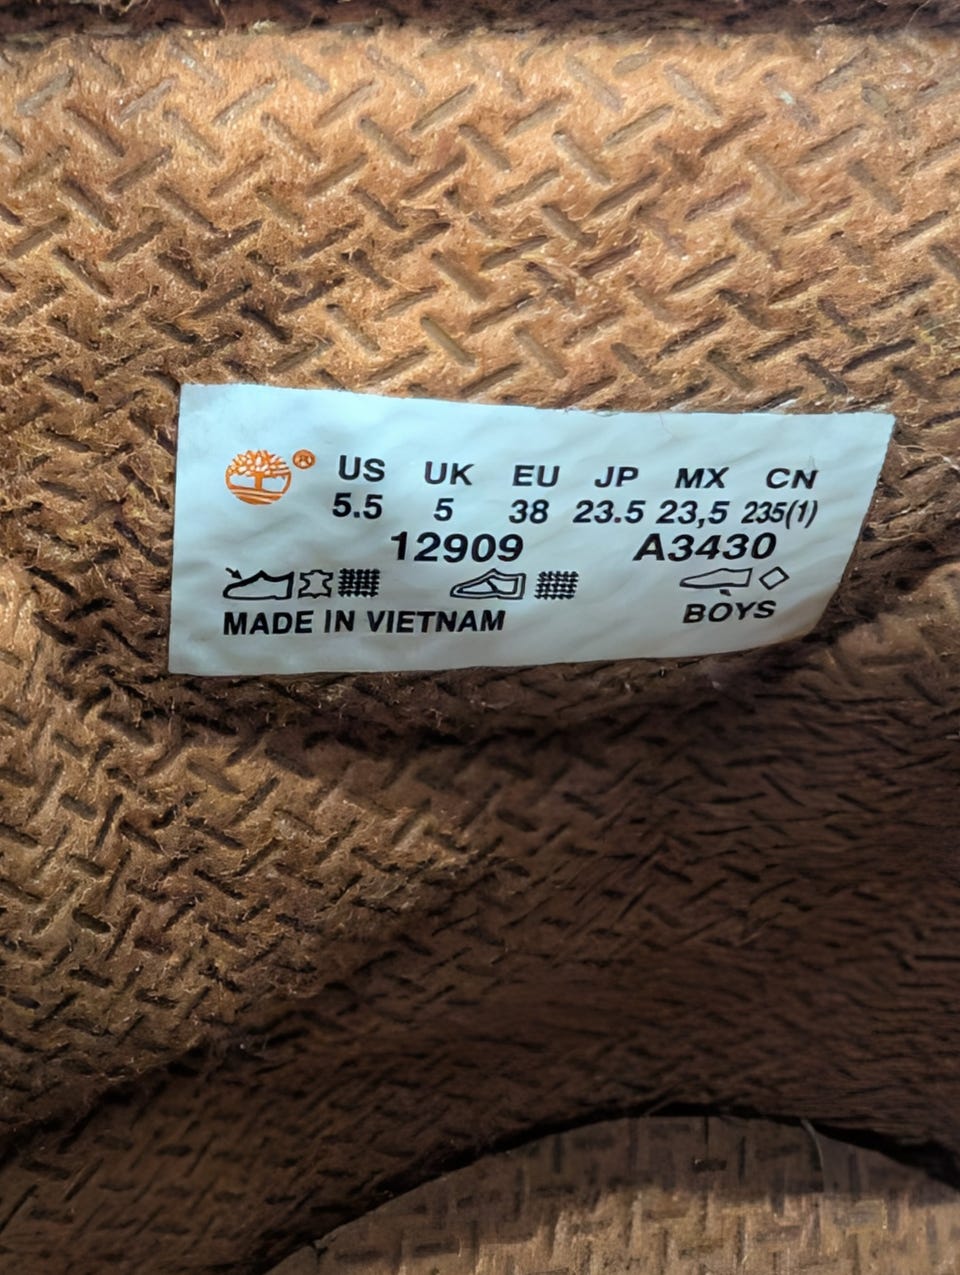 ® US UK EU JP MX CN
5.5 5 38 23.5 23,5 235(1)
12909 A3430
MADE IN VIETNAM BOYS